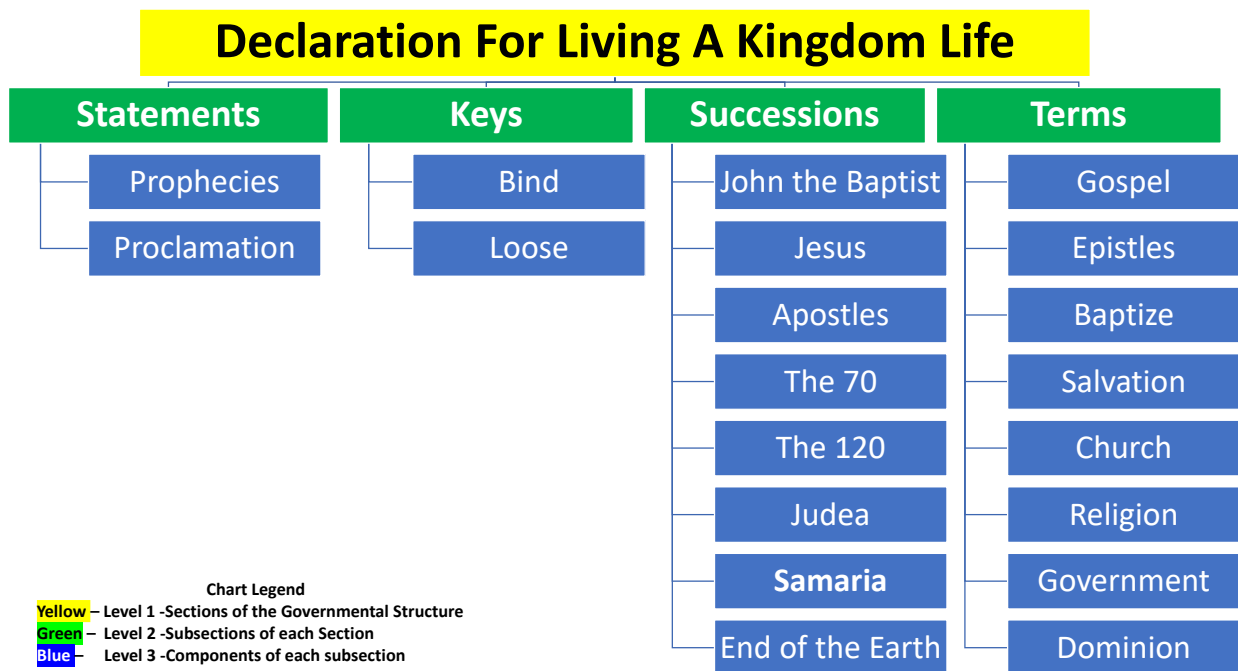 Declaration For Living A Kingdom Life
Statements
Prophecies
Proclamation
Keys
Bind
Loose
Successions
John the Baptist
Jesus
Apostles
The 70
The 120
Judea
Samaria
End of the Earth
Terms
Gospel
Epistles
Baptize
Salvation
Church
Religion
Government
Dominion
Chart Legend
Yellow – Level 1 -Sections of the Governmental Structure
Green – Level 2 -Subsections of each Section
Blue – Level 3 -Components of each subsection